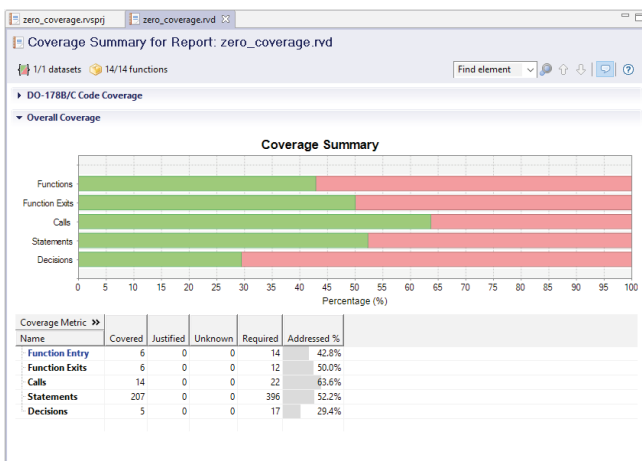 zero_coverage.rvsprj zero_coverage.rvd
Coverage Summary for Report: zero_coverage.rvd
1/1 datasets 14/14 functions Find element
DO-178B/C Code Coverage
Overall Coverage
Coverage Summary
Functions
Function Exits
Calls
Statements
Decisions
0 5 10 15 20 25 30 35 40 45 50 55 60 65 70 75 80 85 90 95 100
Percentage (%)
Coverage Metric »
Name Covered Justified Unknown Required Addressed %
Function Entry 6 0 0 14 42.8%
Function Exits 6 0 0 12 50.0%
Calls 14 0 0 22 63.6%
Statements 207 0 0 396 52.2%
Decisions 5 0 0 17 29.4%